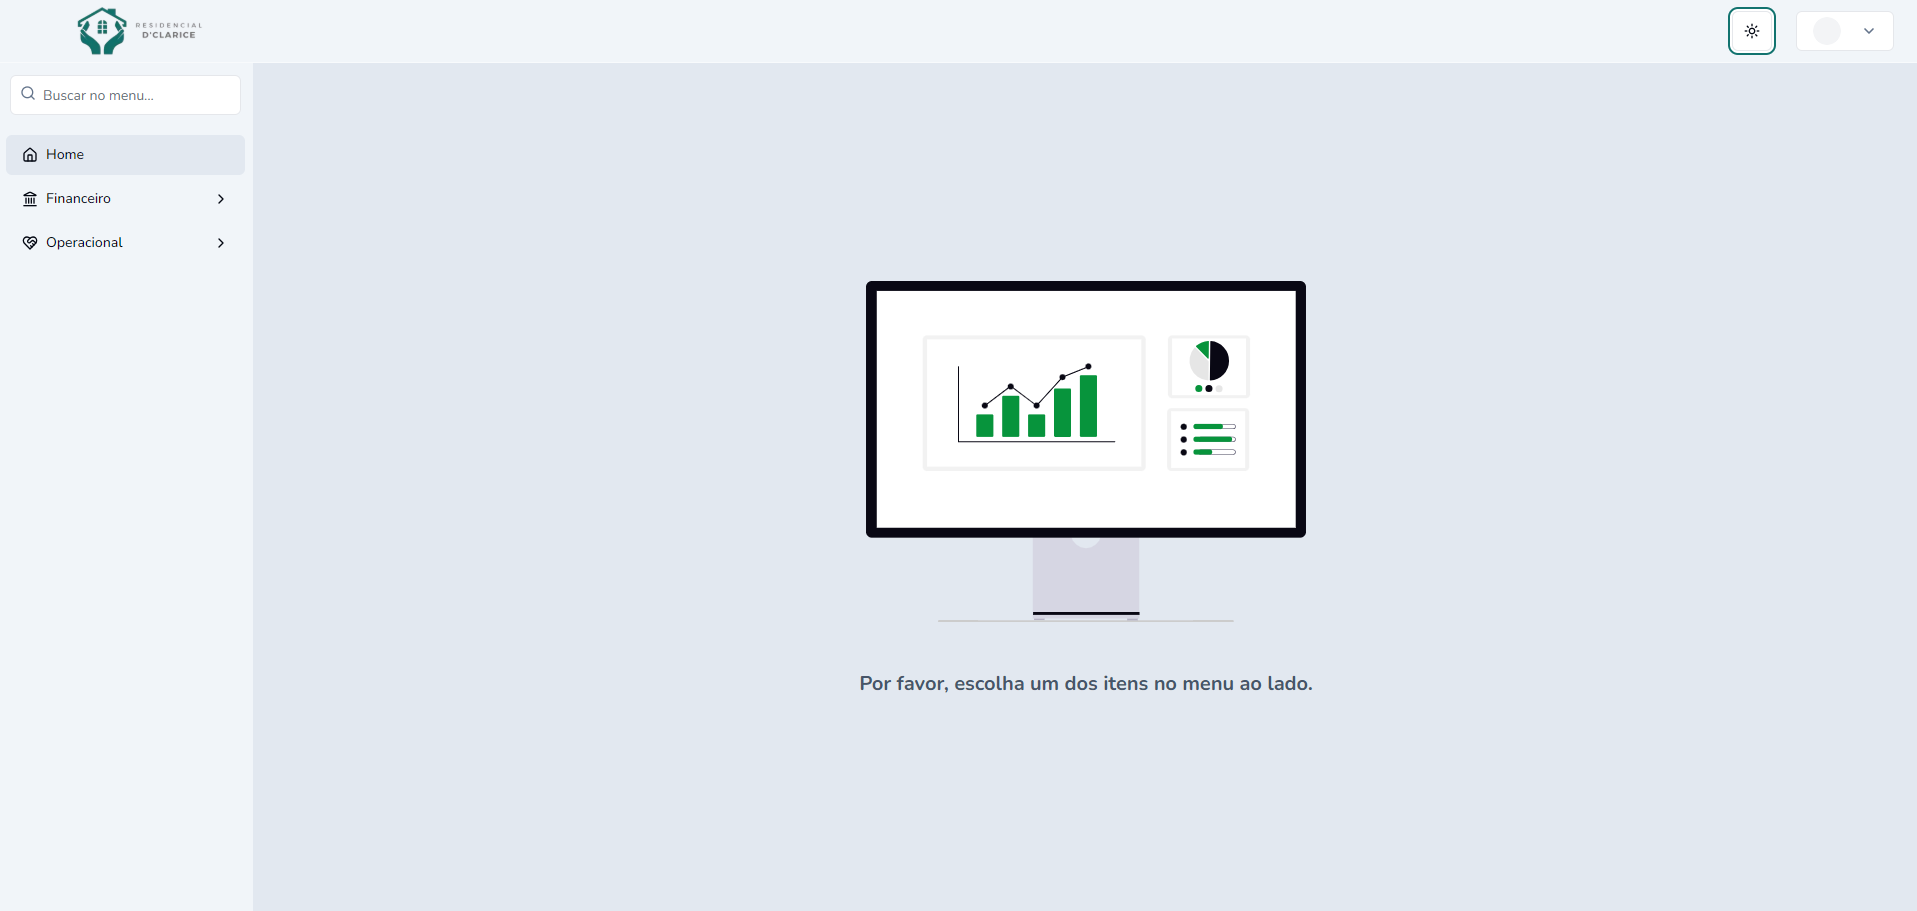 RESIDENCIAL
D'CLARICE
Buscar no menu...
Home
Financeiro
Operacional
Por favor, escolha um dos itens no menu ao lado.